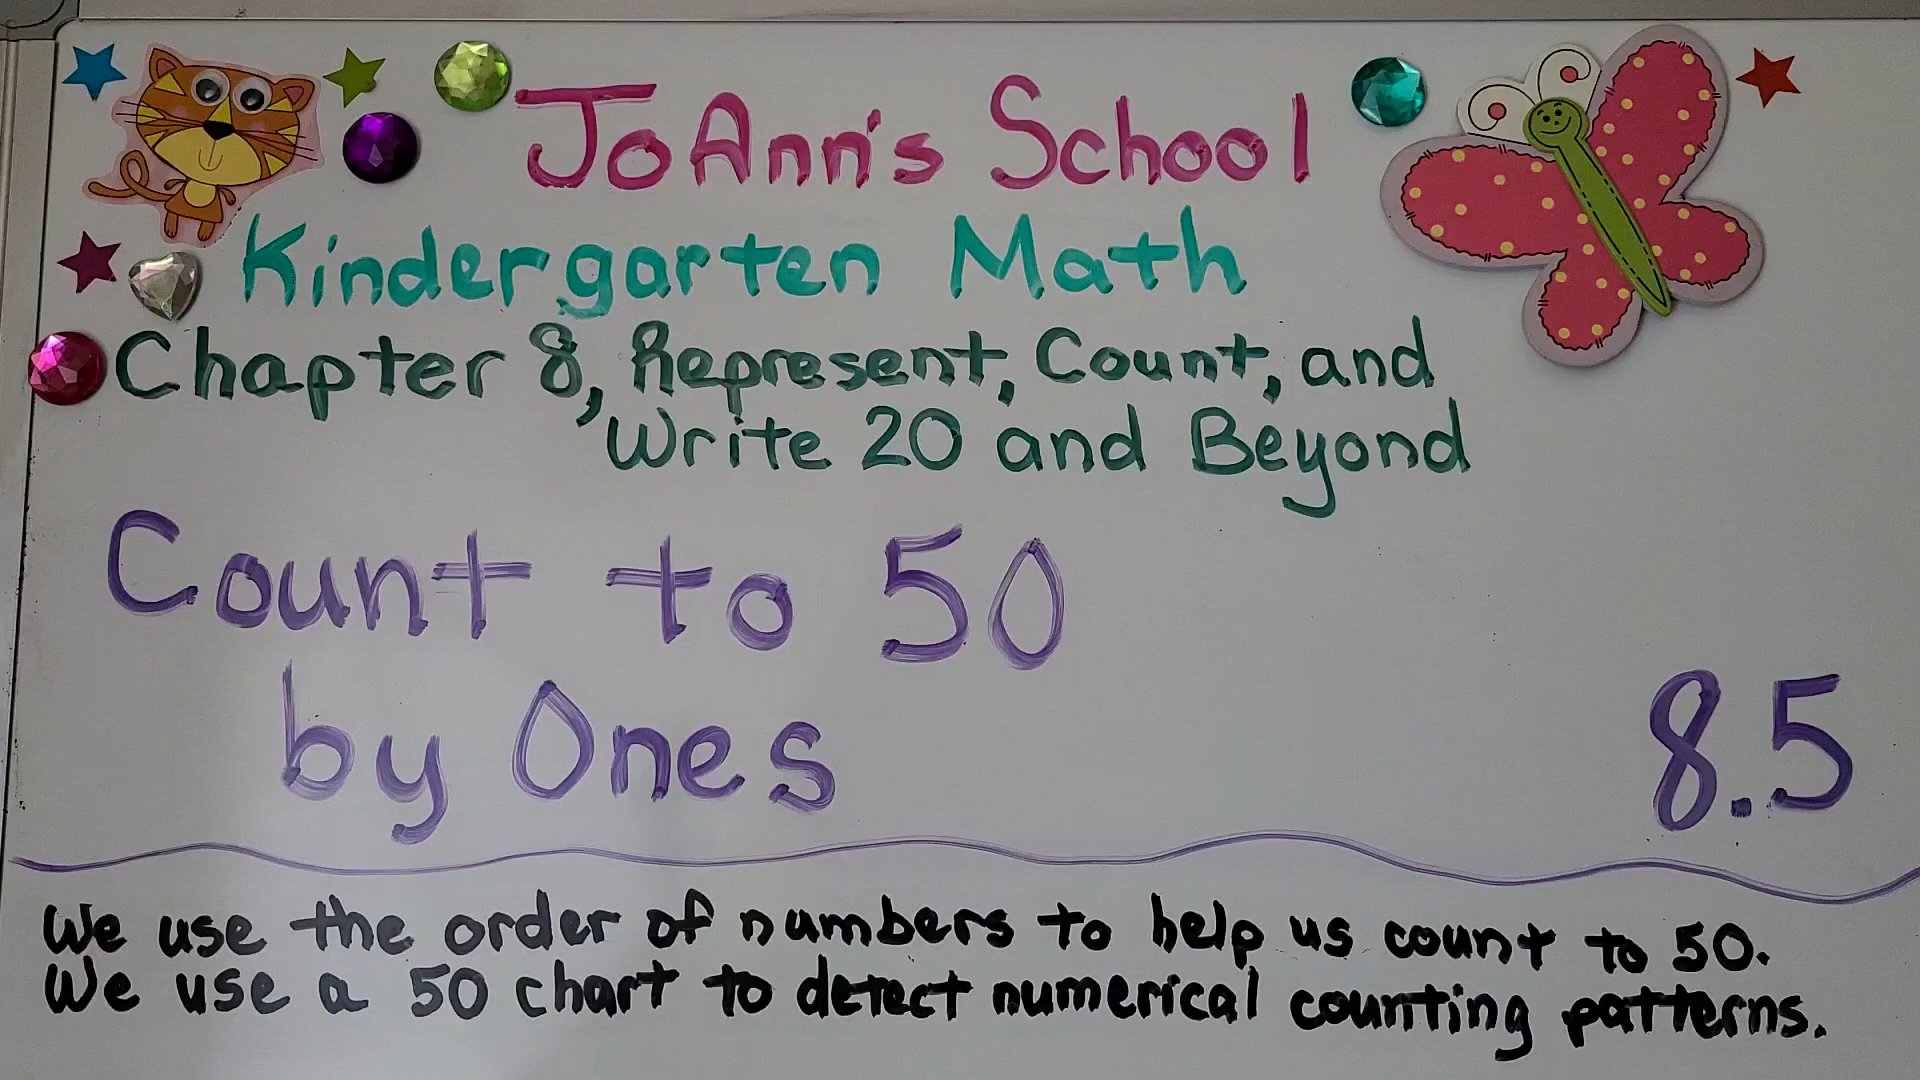 JoAnn's School
Kindergarten Math
Chapter 8, Represent, Count, and
Write 20 and Beyond
Count to 50
by Ones
8.5
We use the order of numbers to help us count to 50.
We use a 50 chart to detect numerical counting patterns.